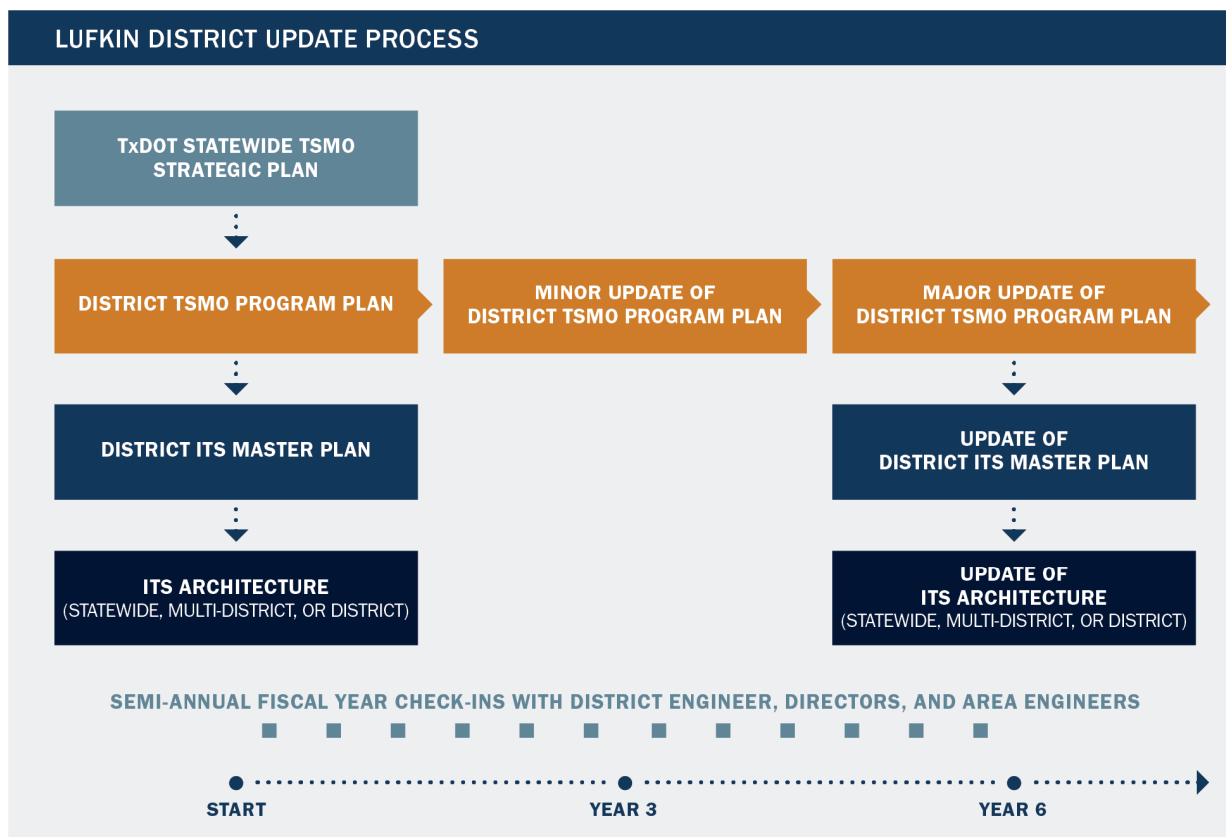 LUFKIN DISTRICT UPDATE PROCESS
TxDOT STATEWIDE TSMO
STRATEGIC PLAN
DISTRICT TSMO PROGRAM PLAN
MINOR UPDATE OF
DISTRICT TSMO PROGRAM PLAN
MAJOR UPDATE OF
DISTRICT TSMO PROGRAM PLAN
DISTRICT ITS MASTER PLAN
UPDATE OF
DISTRICT ITS MASTER PLAN
ITS ARCHITECTURE
(STATEWIDE, MULTI-DISTRICT, OR DISTRICT)
UPDATE OF
ITS ARCHITECTURE
(STATEWIDE, MULTI-DISTRICT, OR DISTRICT)
SEMI-ANNUAL FISCAL YEAR CHECK-INS WITH DISTRICT ENGINEER, DIRECTORS, AND AREA ENGINEERS
START
YEAR 3
YEAR 6